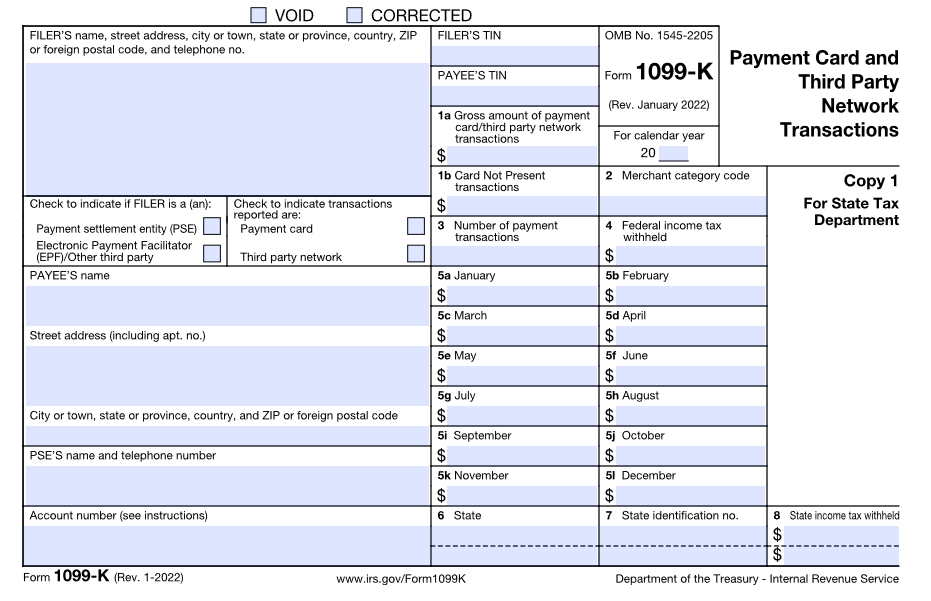 VOID CORRECTED
FILER'S name, street address, city or town, state or province, country, ZIP
or foreign postal code, and telephone no.
FILER'S TIN
PAYEE'S TIN
1a Gross amount of payment
card/third party network
transactions
$
OMB No. 1545-2205
Form 1099-K
(Rev. January 2022)
For calendar year
20
Payment Card and
Third Party
Network
Transactions
1b Card Not Present
transactions
$
2 Merchant category code
Copy 1
For State Tax
Department
Check to indicate if FILER is a (an):
Payment settlement entity (PSE)
Electronic Payment Facilitator
(EPF)/Other third party
Check to indicate transactions
reported are:
Payment card
Third party network
3 Number of payment
transactions
4 Federal income tax
withheld
$
PAYEE'S name
5a January
$
5b February
$
5c March
$
5d April
$
Street address (including apt. no.)
5e May
$
5f June
$
5g July
$
5h August
$
City or town, state or province, country, and ZIP or foreign postal code
5i September
$
5j October
$
PSE'S name and telephone number
5k November
$
5l December
$
Account number (see instructions)
6 State
7 State identification no.
8 State income tax withheld
$
$
Form 1099-K (Rev. 1-2022)
www.irs.gov/Form1099K
Department of the Treasury - Internal Revenue Service